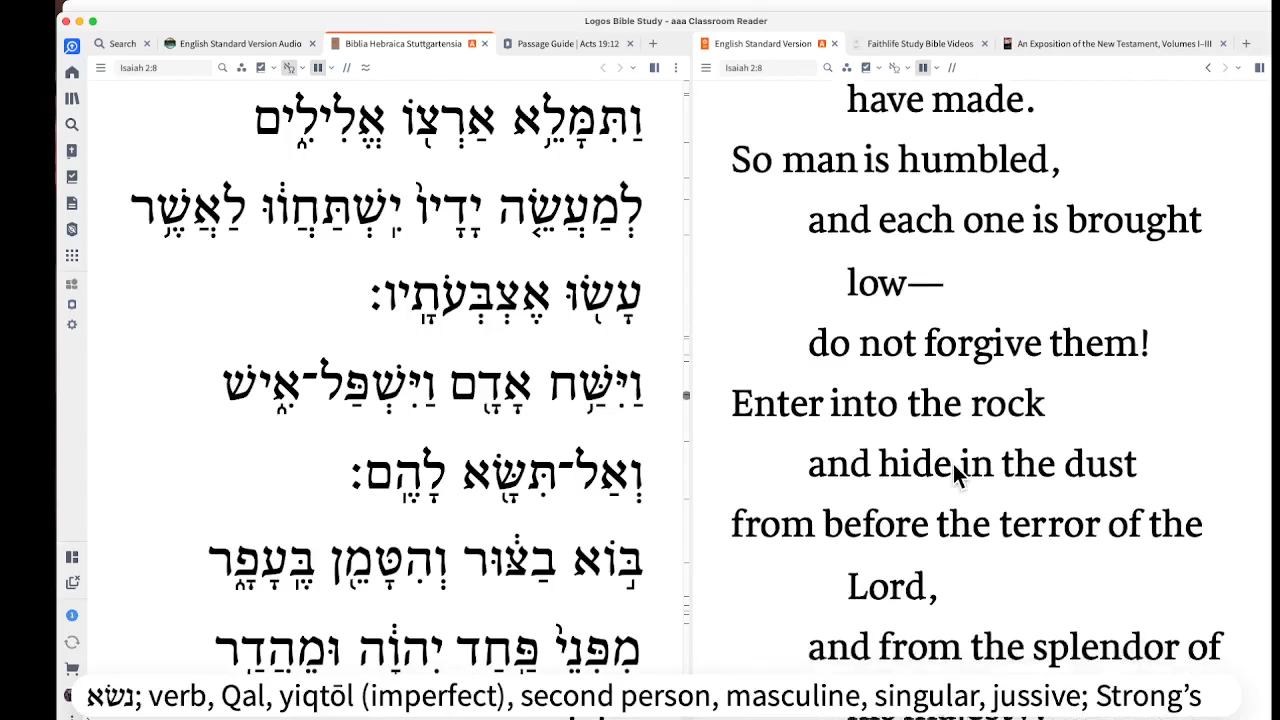 Logos Bible Study - aaa Classroom Reader
Search
English Standard Version Audio
Biblia Hebraica Stuttgartensia A
Passage Guide | Acts 19:12
English Standard Version A
Faithlife Study Bible Videos
An Exposition of the New Testament, Volumes I–III
Isaiah 2:8
Isaiah 2:8
וַתִּמָּלֵ֥א אַרְצ֖וֹ אֱלִילִ֑ים
לְמַעֲשֵׂ֤ה יָדָיו֙ יִֽשְׁתַּחֲו֔וּ לַאֲשֶׁ֥ר
עָשׂ֖וּ אֶצְבְּעֹתָֽיו׃
וַיִּשַּׁ֥ח אָדָ֖ם וַיִּשְׁפַּל־אִ֑ישׁ
וְאַל־תִּשָּׂ֖א לָהֶֽם׃
בּ֣וֹא בַצּ֔וּר וְהִטָּמֵ֖ן בֶּֽעָפָ֑ר
מִפְּנֵי֙ פַּ֣חַד יְהוָ֔ה וּמֵהֲדַ֖ר
have made.
So man is humbled,
and each one is brought
low—
do not forgive them!
Enter into the rock
and hide in the dust
from before the terror of the
Lord,
and from the splendor of
נשׂא; verb, Qal, yiqtōl (imperfect), second person, masculine, singular, jussive; Strong’s